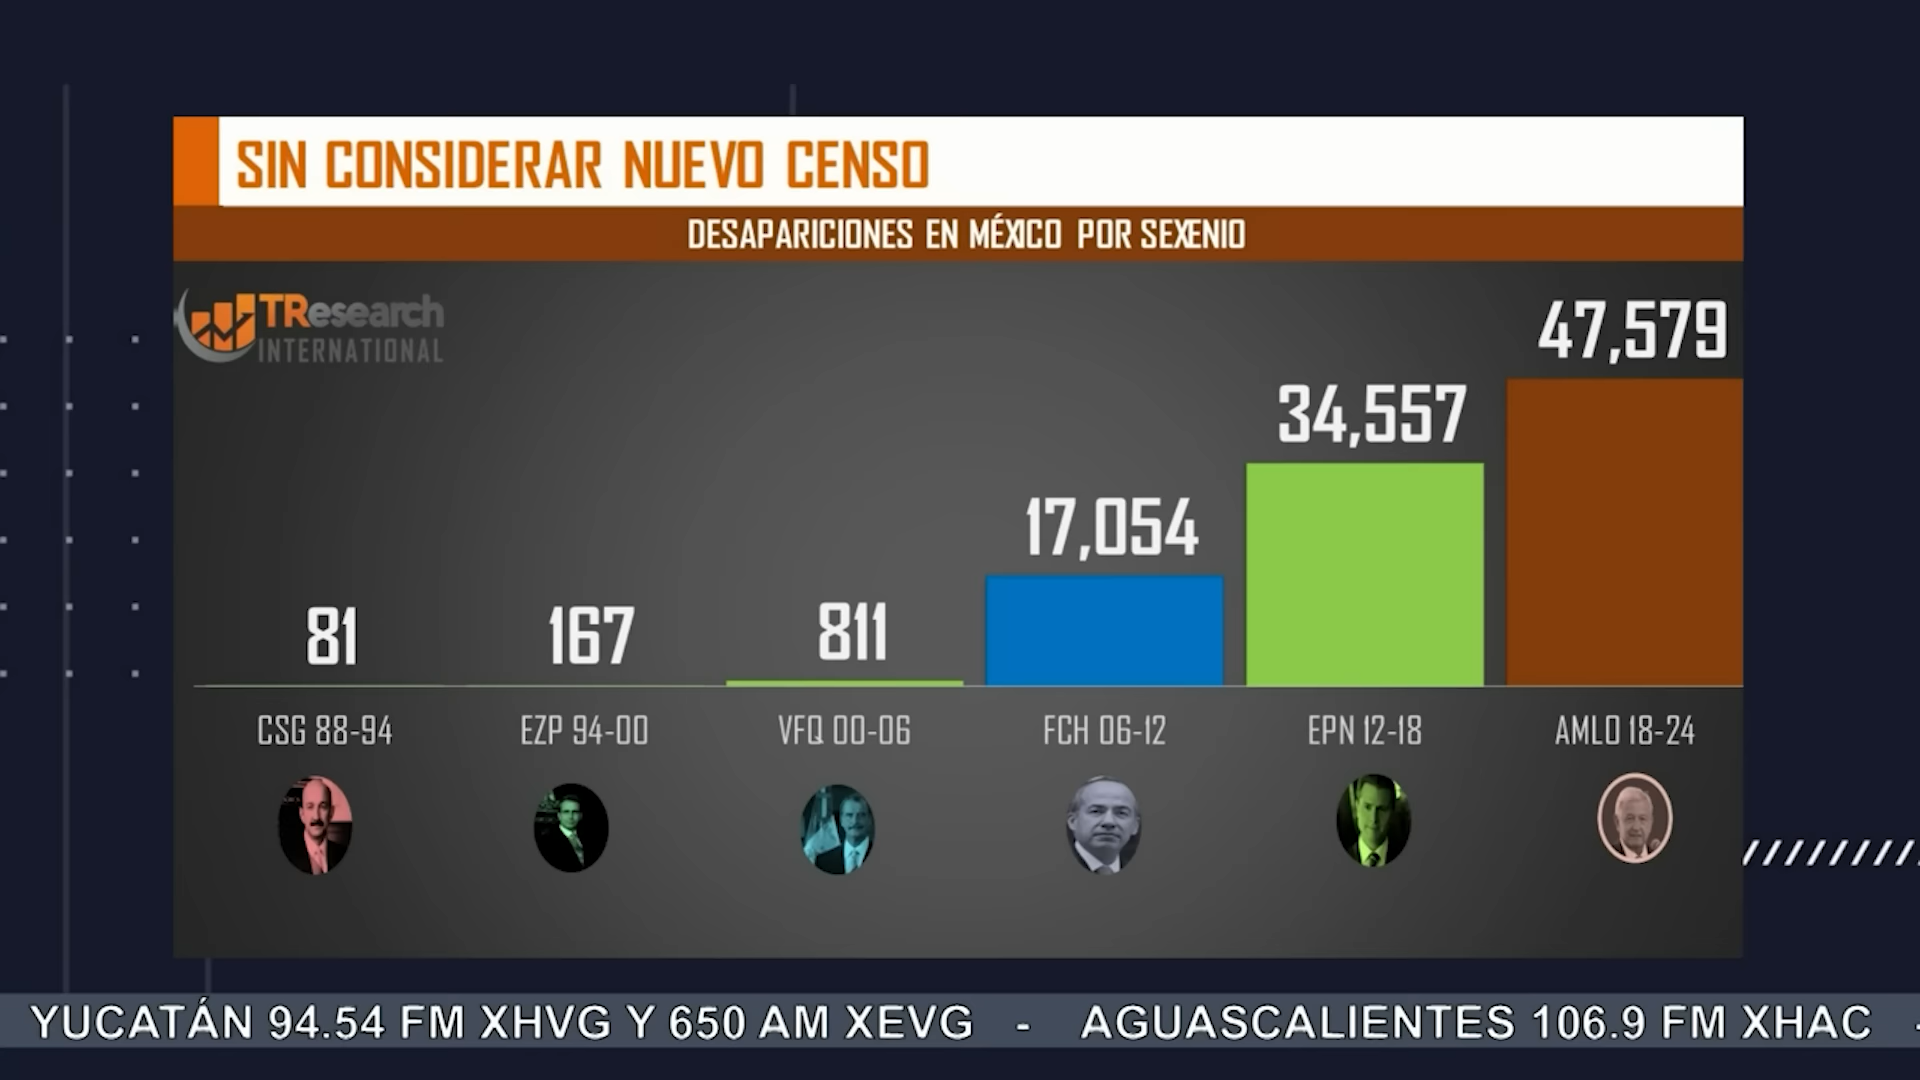 SIN CONSIDERAR NUEVO CENSO
DESAPARICIONES EN MÉXICO POR SEXENIO
TResearch
INTERNATIONAL
81
167
811
17,054
34,557
47,579
CSG 88-94
EZP 94-00
VFQ 00-06
FCH 06-12
EPN 12-18
AMLO 18-24
YUCATÁN 94.54 FM XHVG Y 650 AM XEVG - AGUASCALIENTES 106.9 FM XHAC -